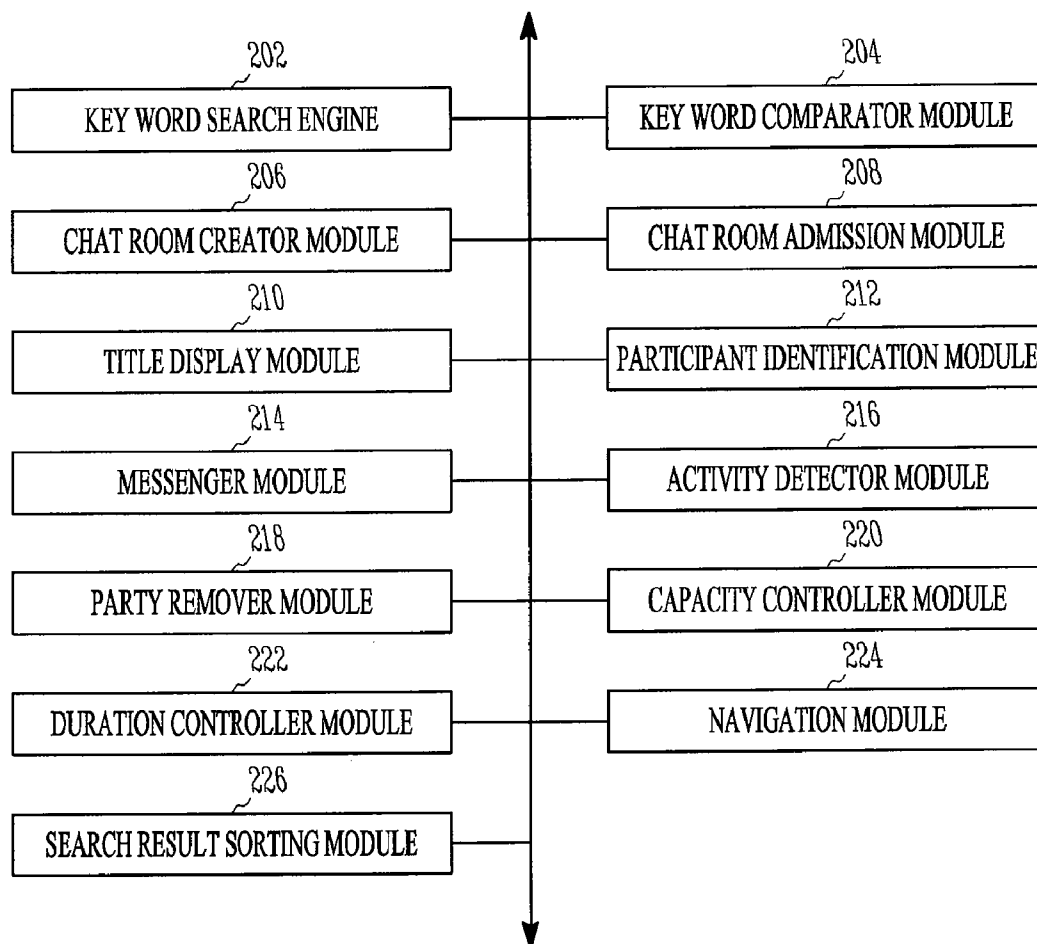 202
KEY WORD SEARCH ENGINE
204
KEY WORD COMPARATOR MODULE
206
CHAT ROOM CREATOR MODULE
208
CHAT ROOM ADMISSION MODULE
210
TITLE DISPLAY MODULE
212
PARTICIPANT IDENTIFICATION MODULE
214
MESSENGER MODULE
216
ACTIVITY DETECTOR MODULE
218
PARTY REMOVER MODULE
220
CAPACITY CONTROLLER MODULE
222
DURATION CONTROLLER MODULE
224
NAVIGATION MODULE
226
SEARCH RESULT SORTING MODULE